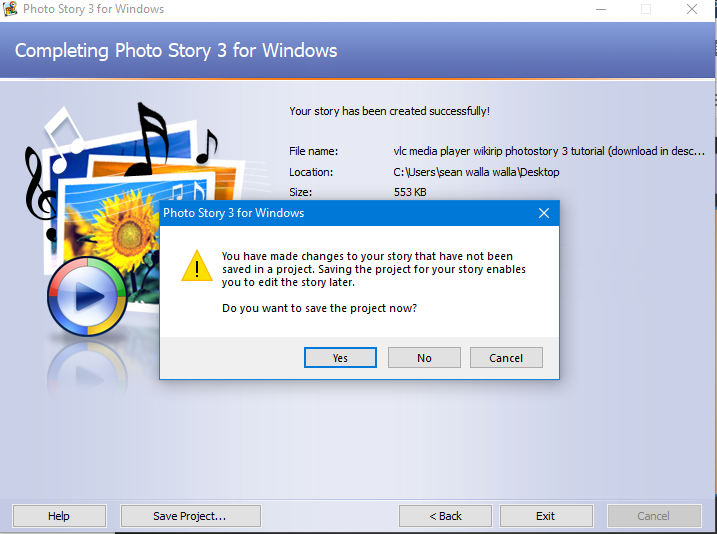 Photo Story 3 for Windows
Completing Photo Story 3 for Windows
Your story has been created successfully!
File name: vlc media player wikirip photostory 3 tutorial (download in desc...
Location: C:\Users\sean walla walla\Desktop
Size: 553 KB
Photo Story 3 for Windows
You have made changes to your story that have not been
saved in a project. Saving the project for your story enables
you to edit the story later.
Do you want to save the project now?
Yes No Cancel
Help Save Project... < Back Exit Cancel